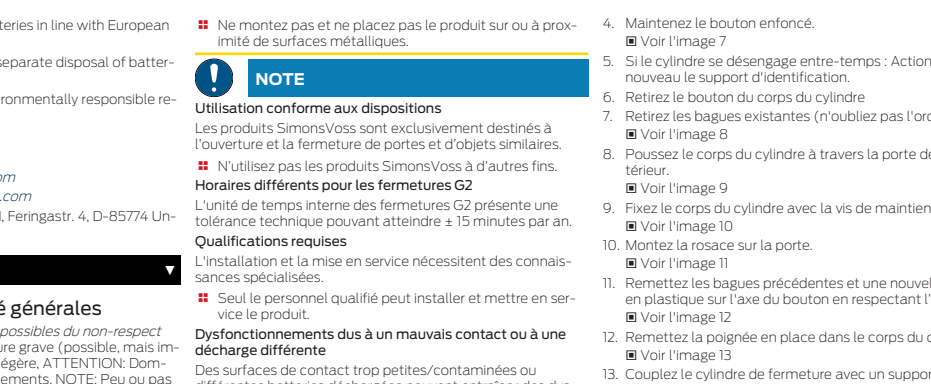 teries in line with European
separate disposal of batter-
ronmentally responsible re-
om
.com
, Feringastr. 4, D-85774 Un-
▼
é générales
possibles du non-respect
ure grave (possible, mais im-
égère, ATTENTION: Dom-
ements, NOTE: Peu ou pas
Ne montez pas et ne placez pas le produit sur ou à prox-
imité de surfaces métalliques.
NOTE
Utilisation conforme aux dispositions
Les produits SimonsVoss sont exclusivement destinés à
l'ouverture et la fermeture de portes et d'objets similaires.
N'utilisez pas les produits SimonsVoss à d'autres fins.
Horaires différents pour les fermetures G2
L'unité de temps interne des fermetures G2 présente une
tolérance technique pouvant atteindre ± 15 minutes par an.
Qualifications requises
L'installation et la mise en service nécessitent des connais-
sances spécialisées.
Seul le personnel qualifié peut installer et mettre en ser-
vice le produit.
Dysfonctionnements dus à un mauvais contact ou à une
décharge différente
Des surfaces de contact trop petites/contaminées ou
différentes batteries déchargées peuvent entraîner des dys-
4. Maintenez le bouton enfoncé.
Voir l'image 7
5. Si le cylindre se désengage entre-temps : Action
nouveau le support d'identification.
6. Retirez le bouton du corps du cylindre
7. Retirez les bagues existantes (n'oubliez pas l'ord
Voir l'image 8
8. Poussez le corps du cylindre à travers la porte de
térieur.
Voir l'image 9
9. Fixez le corps du cylindre avec la vis de maintien
Voir l'image 10
10. Montez la rosace sur la porte.
Voir l'image 11
11. Remettez les bagues précédentes et une nouvel
en plastique sur l'axe du bouton en respectant l'
Voir l'image 12
12. Remettez la poignée en place dans le corps du c
Voir l'image 13
13. Couplez le cylindre de fermeture avec un suppor